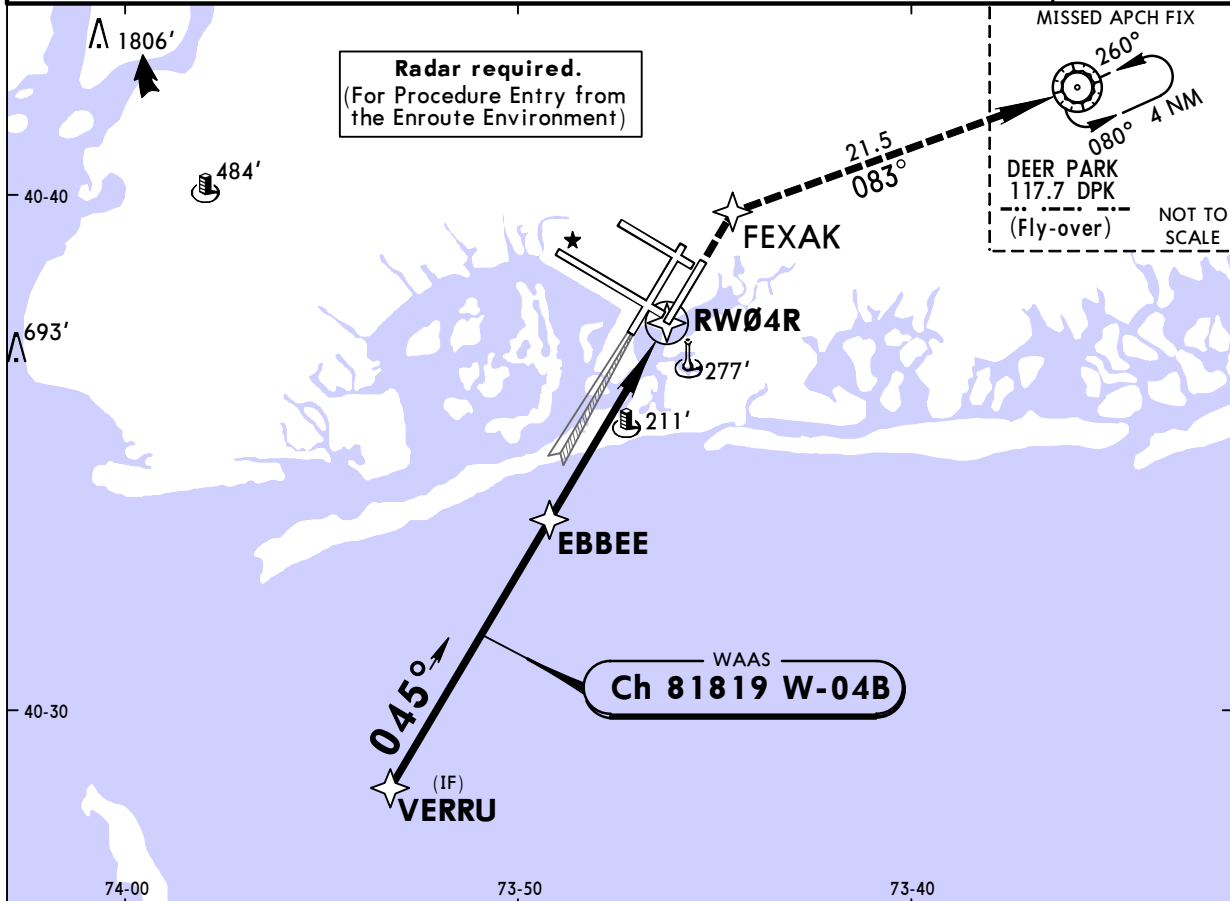 MISSED APCH FIX
1806'
Radar required.
(For Procedure Entry from
the Enroute Environment)
260°
080° 4 NM
21.5
083°
DEER PARK
117.7 DPK
(Fly-over)
NOT TO
SCALE
484'
40-40
FEXAK
RWØ4R
693'
277'
211'
EBBEE
WAAS
Ch 81819 W-04B
40-30
045°
(IF)
VERRU
74-00
73-50
73-40